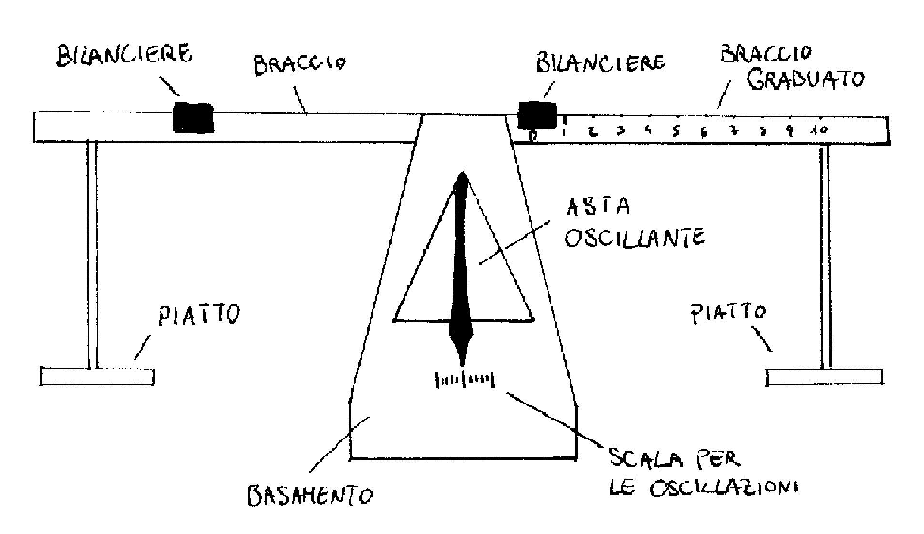 BILANCIERE
BRACCIO
BILANCIERE
BRACCIO
GRADUATO
0 1 2 3 4 5 6 7 8 9 10
ASTA
OSCILLANTE
PIATTO
PIATTO
SCALA PER
LE OSCILLAZIONI
BASAMENTO